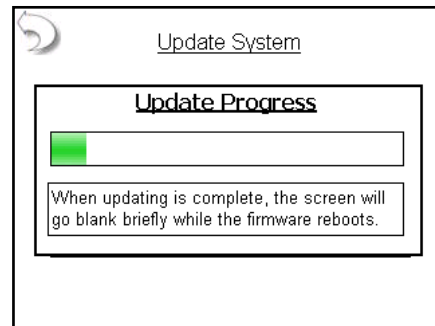 Update System
Update Progress
When updating is complete, the screen will
go blank briefly while the firmware reboots.